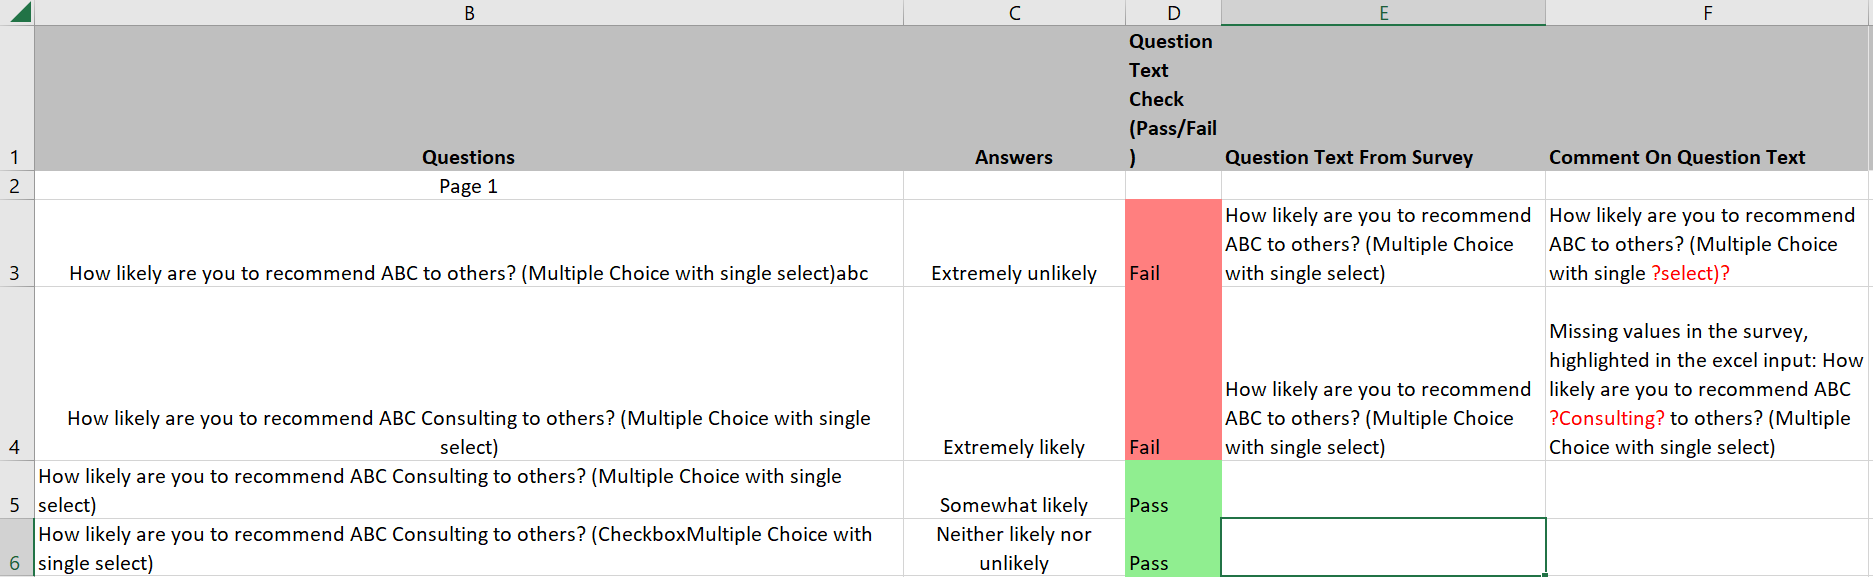 B C D E F
1 Questions Answers Question Text Check (Pass/Fail) Question Text From Survey Comment On Question Text
2 Page 1
3 How likely are you to recommend ABC to others? (Multiple Choice with single select)abc
Extremely unlikely
Fail
How likely are you to recommend
ABC to others? (Multiple Choice
with single select)
How likely are you to recommend
ABC to others? (Multiple Choice
with single ?select)?
4 How likely are you to recommend ABC Consulting to others? (Multiple Choice with single
select)
Extremely likely
Fail
How likely are you to recommend
ABC to others? (Multiple Choice
with single select)
Missing values in the survey,
highlighted in the excel input: How
likely are you to recommend ABC
?Consulting? to others? (Multiple
Choice with single select)
5 How likely are you to recommend ABC Consulting to others? (Multiple Choice with single
select)
Somewhat likely
Pass
6 How likely are you to recommend ABC Consulting to others? (CheckboxMultiple Choice with
single select)
Neither likely nor
unlikely
Pass